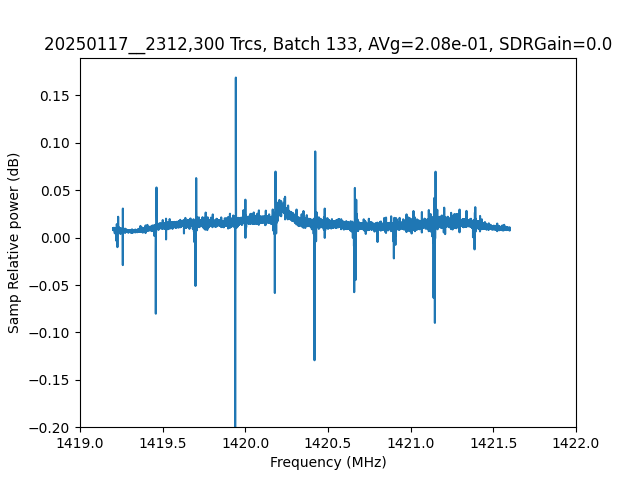 20250117__2312,300 Trcs, Batch 133, AVg=2.08e-01, SDRGain=0.0
0.15
0.10
0.05
0.00
−0.05
−0.10
−0.15
−0.20
Samp Relative power (dB)
1419.0 1419.5 1420.0 1420.5 1421.0 1421.5 1422.0
Frequency (MHz)